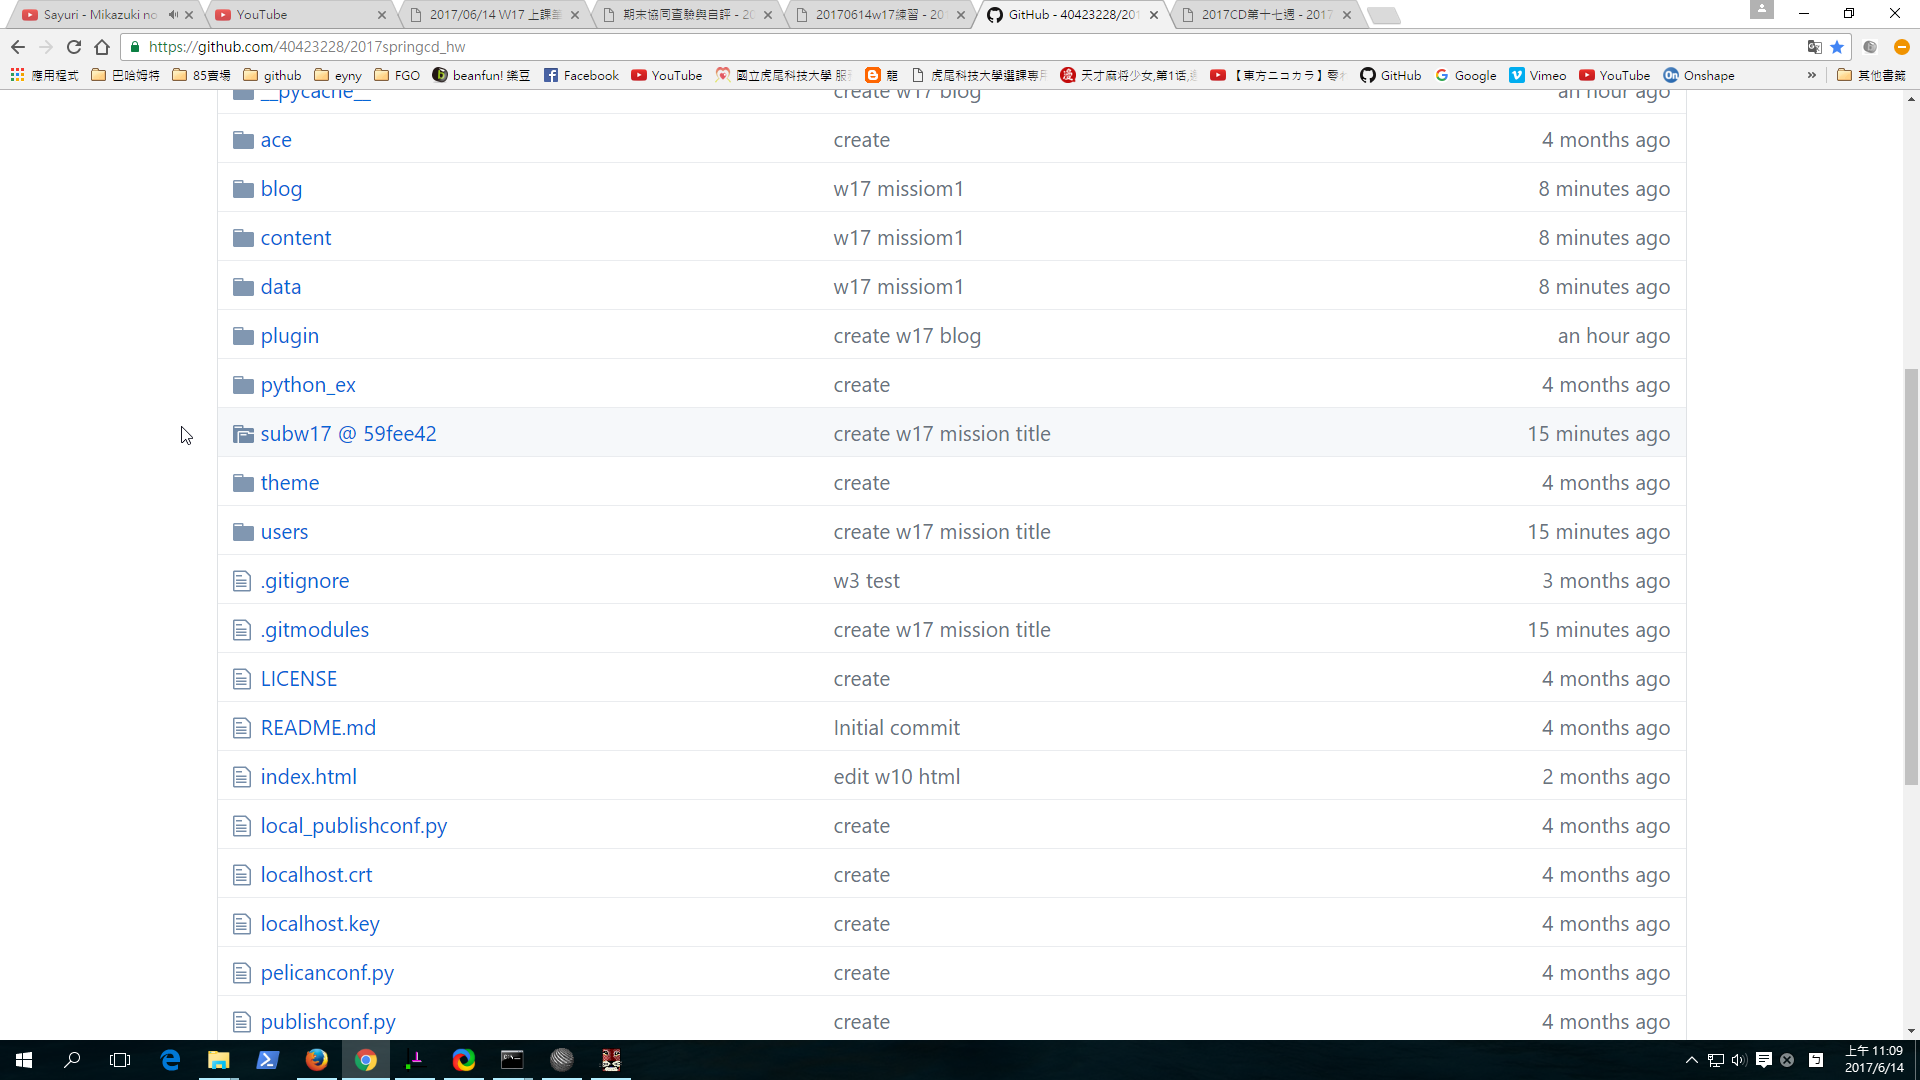 Sayuri - Mikazuki no
YouTube
2017/06/14 W17 上課
期末協同查驗與自評 - 20
20170614w17練習 - 20
GitHub - 40423228/201
2017CD第十七週 - 2017
https://github.com/40423228/2017springcd_hw
應用程式 巴哈姆特 85賣場 github eyny FGO beanfun! 樂豆 Facebook YouTube 國立虎尾科技大學 龍 虎尾科技大學選課專 天才麻将少女,第1话, 【東方ニコカラ】 GitHub Google Vimeo YouTube Onshape » 其他書籤
__pycache__ create w17 blog an hour ago
ace create 4 months ago
blog w17 missiom1 8 minutes ago
content w17 missiom1 8 minutes ago
data w17 missiom1 8 minutes ago
plugin create w17 blog an hour ago
python_ex create 4 months ago
subw17 @ 59fee42 create w17 mission title 15 minutes ago
theme create 4 months ago
users create w17 mission title 15 minutes ago
.gitignore w3 test 3 months ago
.gitmodules create w17 mission title 15 minutes ago
LICENSE create 4 months ago
README.md Initial commit 4 months ago
index.html edit w10 html 2 months ago
local_publishconf.py create 4 months ago
localhost.crt create 4 months ago
localhost.key create 4 months ago
pelicanconf.py create 4 months ago
publishconf.py create 4 months ago
上午 11:09
2017/6/14